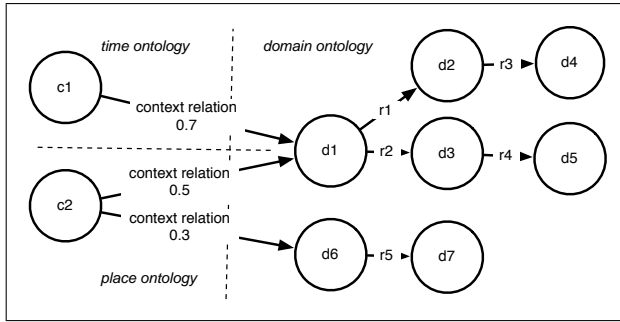 time ontology
domain ontology
c1
d2
r3
d4
context relation
0.7
r1
d1
r2
d3
r4
d5
context relation
0.5
c2
context relation
0.3
d6
r5
d7
place ontology